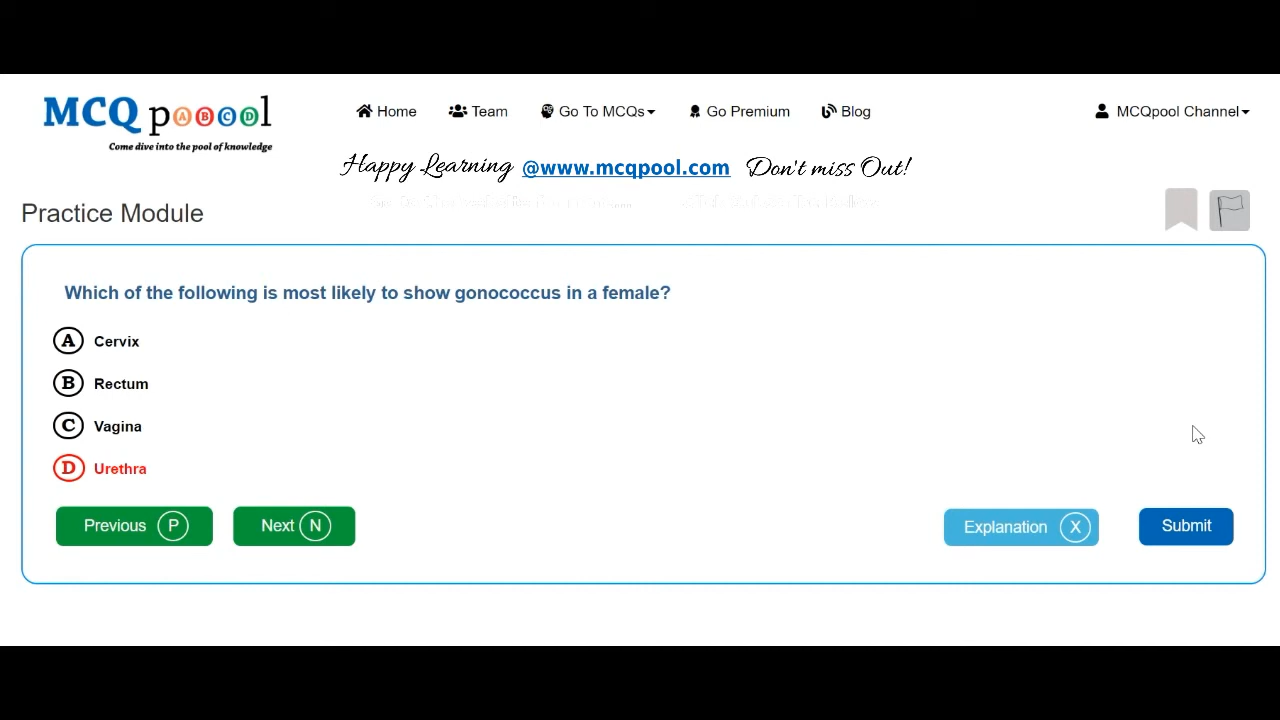 MCQ pABCDl
Come dive into the pool of knowledge
Home Team Go To MCQs Go Premium Blog MCQpool Channel
Happy Learning @www.mcqpool.com Don't miss Out!
Practice Module
Which of the following is most likely to show gonococcus in a female?
A Cervix
B Rectum
C Vagina
D Urethra
Previous P Next N Explanation X Submit